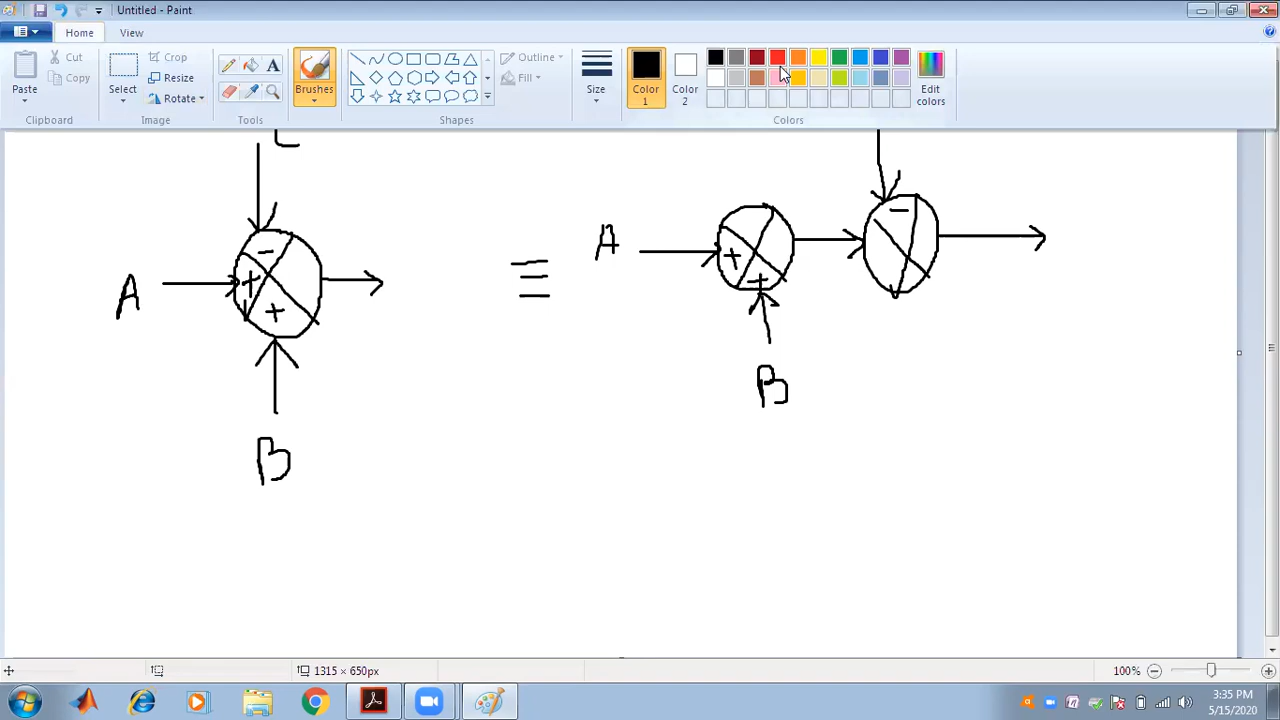 Untitled - Paint
Home View
Paste
Cut
Copy
Clipboard
Select
Crop
Resize
Rotate
Image
A
Tools
Brushes
Shapes
Outline
Fill
Size
Color 1
Color 2
Edit colors
Colors
-
+
+
A
B
≡
A
+
+
B
-
1315 × 650px
100%
3:35 PM
5/15/2020